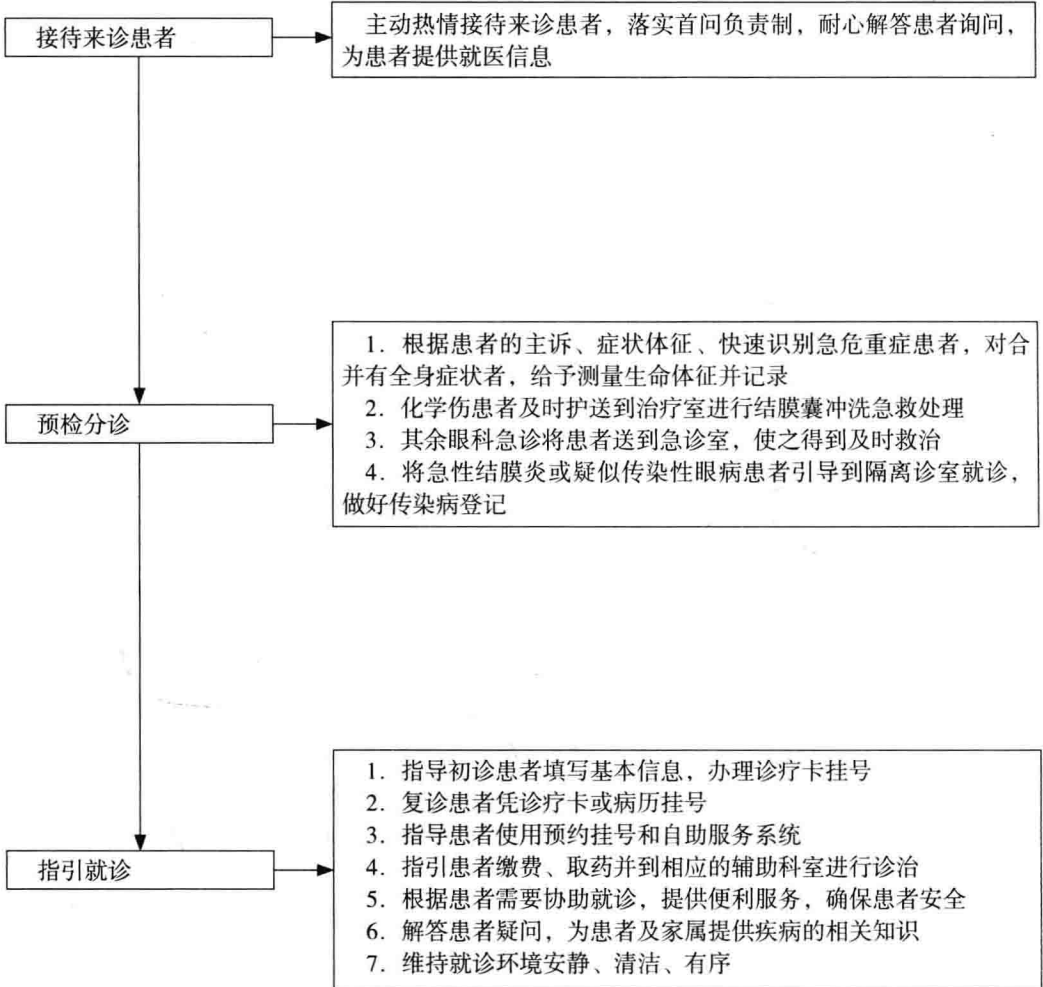 接待来诊患者
主动热情接待来诊患者，落实首问负责制，耐心解答患者询问，
为患者提供就医信息
预检分诊
1. 根据患者的主诉、症状体征、快速识别急危重症患者，对合
并有全身症状者，给予测量生命体征并记录
2. 化学伤患者及时护送到治疗室进行结膜囊冲洗急救处理
3. 其余眼科急诊将患者送到急诊室，使之得到及时救治
4. 将急性结膜炎或疑似传染性眼病患者引导到隔离诊室就诊，
做好传染病登记
指引就诊
1. 指导初诊患者填写基本信息，办理诊疗卡挂号
2. 复诊患者凭诊疗卡或病历挂号
3. 指导患者使用预约挂号和自助服务系统
4. 指引患者缴费、取药并到相应的辅助科室进行诊治
5. 根据患者需要协助就诊，提供便利服务，确保患者安全
6. 解答患者疑问，为患者及家属提供疾病的相关知识
7. 维持就诊环境安静、清洁、有序